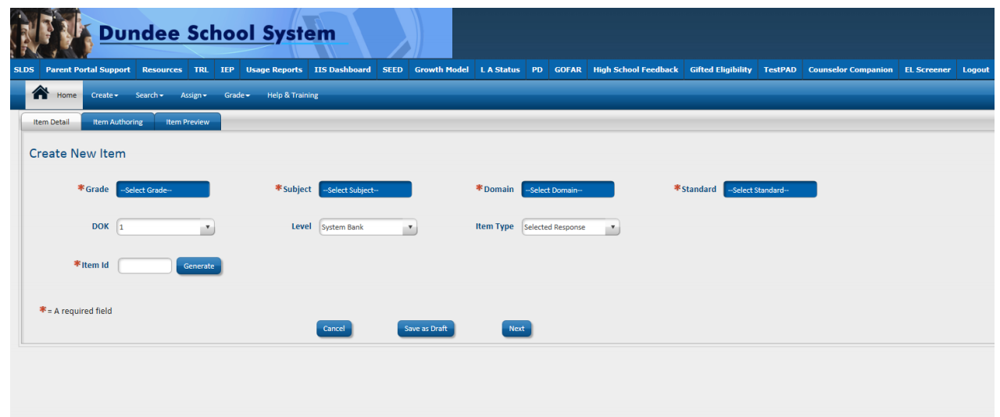 Dundee School System
SLDS Parent Portal Support Resources TRL IEP Usage Reports IIS Dashboard SEED Growth Model L A Status PD GOFAR High School Feedback Gifted Eligibility TestPAD Counselor Companion EL Screener Logout
Home Create Search Assign Grade Help & Training
Item Detail Item Authoring Item Preview
Create New Item
*Grade --Select Grade-- *Subject --Select Subject-- *Domain --Select Domain-- *Standard --Select Standard--
DOK 1 Level System Bank Item Type Selected Response
*Item Id Generate
*= A required field
Cancel Save as Draft Next